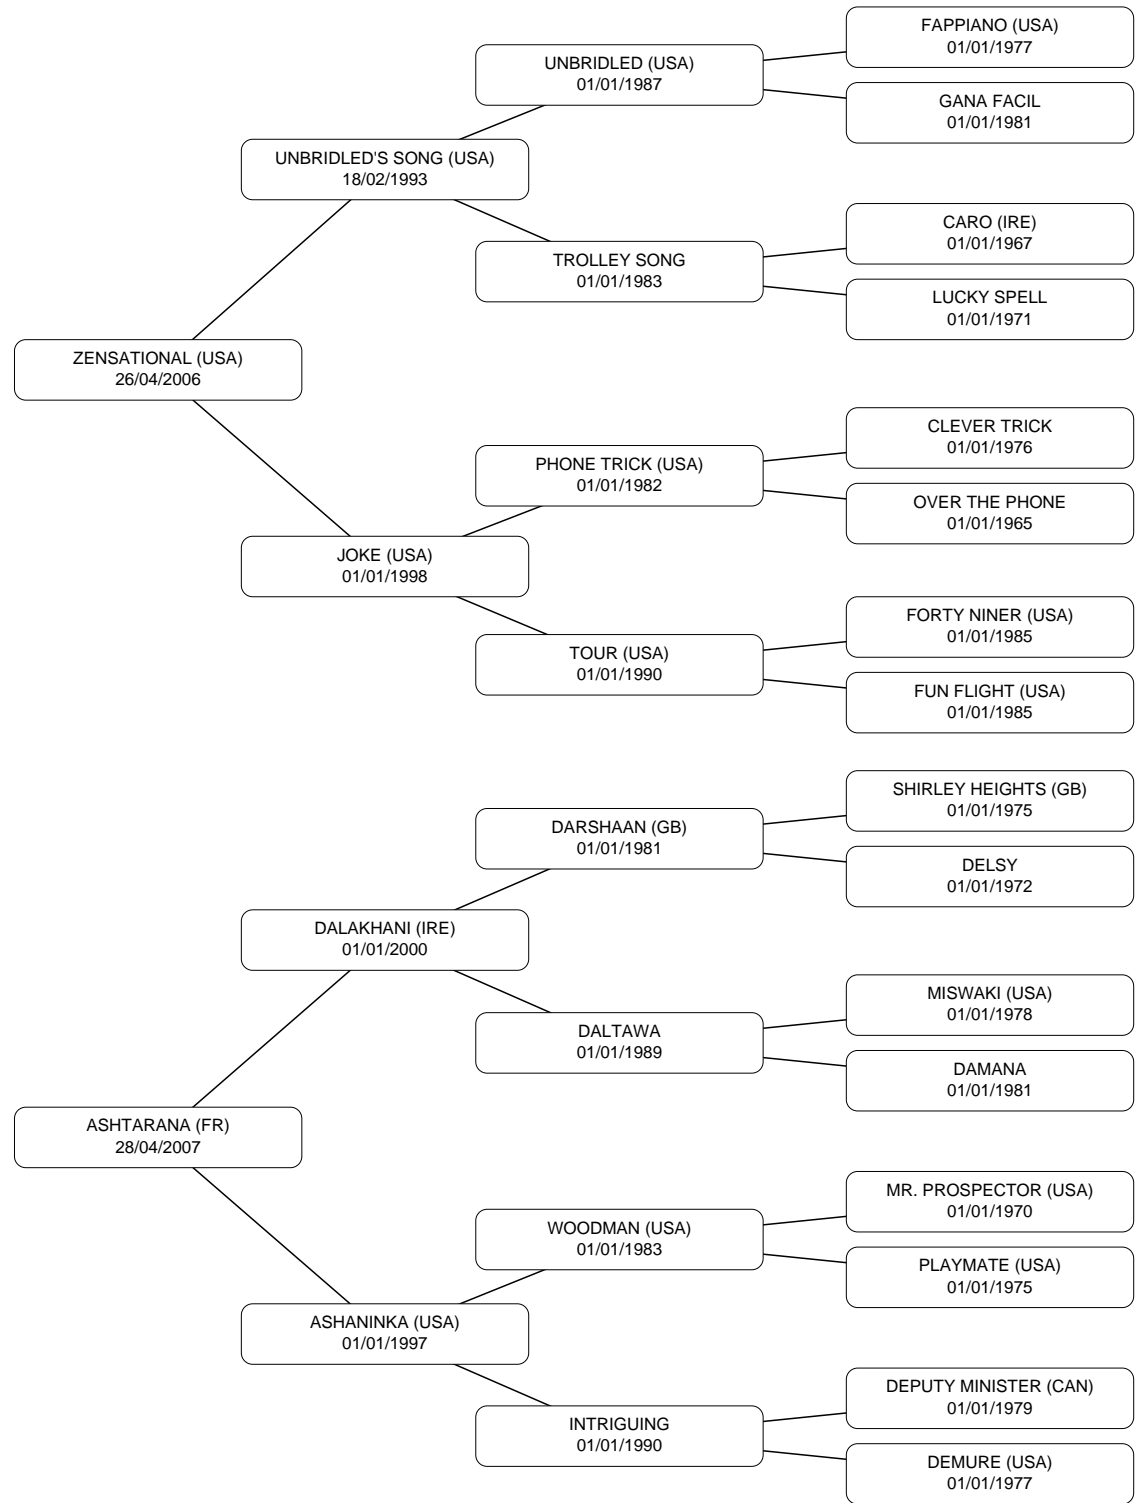 FAPPIANO (USA)
01/01/1977
UNBRIDLED (USA)
01/01/1987
GANA FACIL
01/01/1981
UNBRIDLED'S SONG (USA)
18/02/1993
CARO (IRE)
01/01/1967
TROLLEY SONG
01/01/1983
LUCKY SPELL
01/01/1971
ZENSATIONAL (USA)
26/04/2006
CLEVER TRICK
01/01/1976
PHONE TRICK (USA)
01/01/1982
OVER THE PHONE
01/01/1965
JOKE (USA)
01/01/1998
FORTY NINER (USA)
01/01/1985
TOUR (USA)
01/01/1990
FUN FLIGHT (USA)
01/01/1985
SHIRLEY HEIGHTS (GB)
01/01/1975
DARSHAAN (GB)
01/01/1981
DELSY
01/01/1972
DALAKHANI (IRE)
01/01/2000
MISWAKI (USA)
01/01/1978
DALTAWA
01/01/1989
DAMANA
01/01/1981
ASHTARANA (FR)
28/04/2007
MR. PROSPECTOR (USA)
01/01/1970
WOODMAN (USA)
01/01/1983
PLAYMATE (USA)
01/01/1975
ASHANINKA (USA)
01/01/1997
DEPUTY MINISTER (CAN)
01/01/1979
INTRIGUING
01/01/1990
DEMURE (USA)
01/01/1977